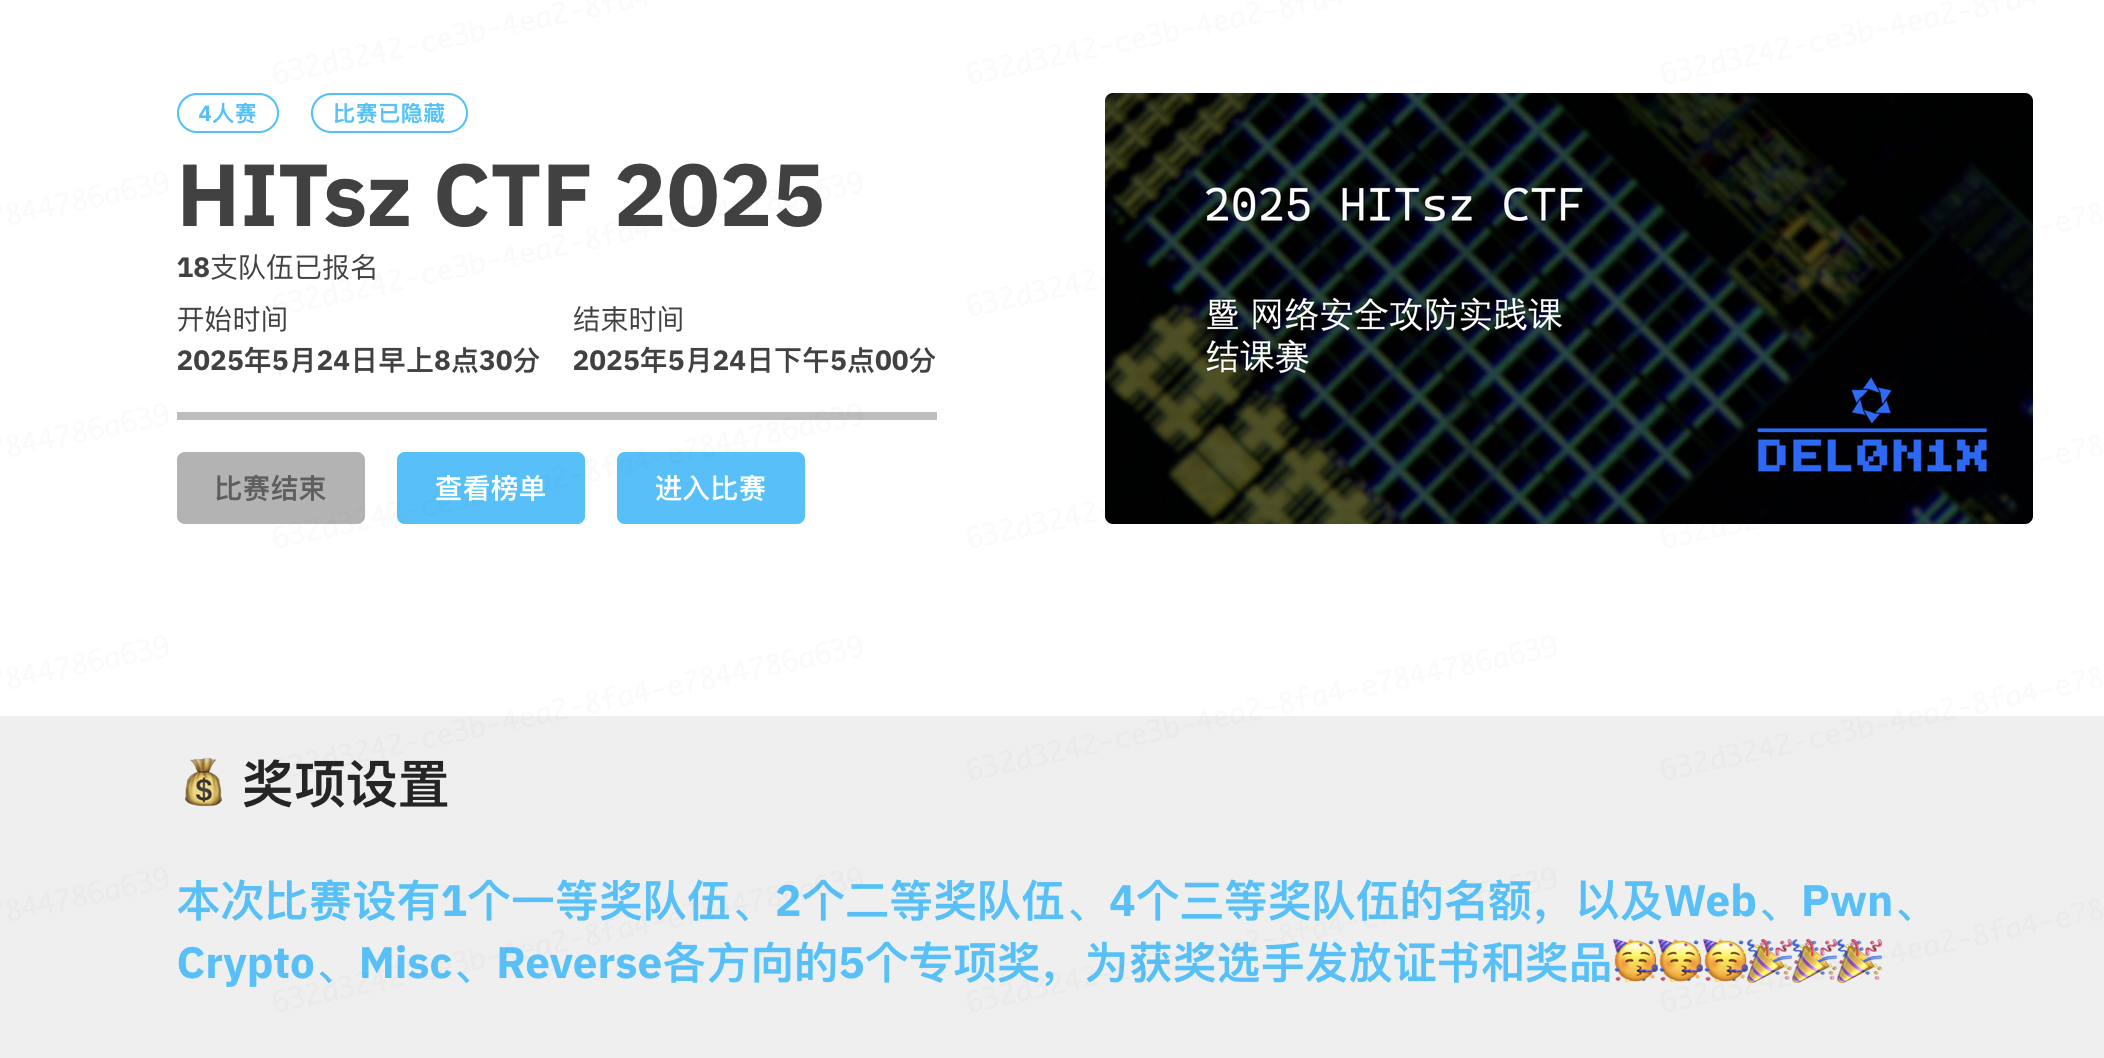 4人赛
比赛已隐藏
HITsz CTF 2025
18支队伍已报名
开始时间
2025年5月24日早上8点30分
结束时间
2025年5月24日下午5点00分
比赛结束
查看榜单
进入比赛
2025 HITsz CTF
暨 网络安全攻防实践课
结课赛
DEL0N1X
💰 奖项设置
本次比赛设有1个一等奖队伍、2个二等奖队伍、4个三等奖队伍的名额，以及Web、Pwn、
Crypto、Misc、Reverse各方向的5个专项奖，为获奖选手发放证书和奖品🥳🥳🥳🎉🎉🎉
632d3242-ce3b-4ea2-8fa4-e7844786a639